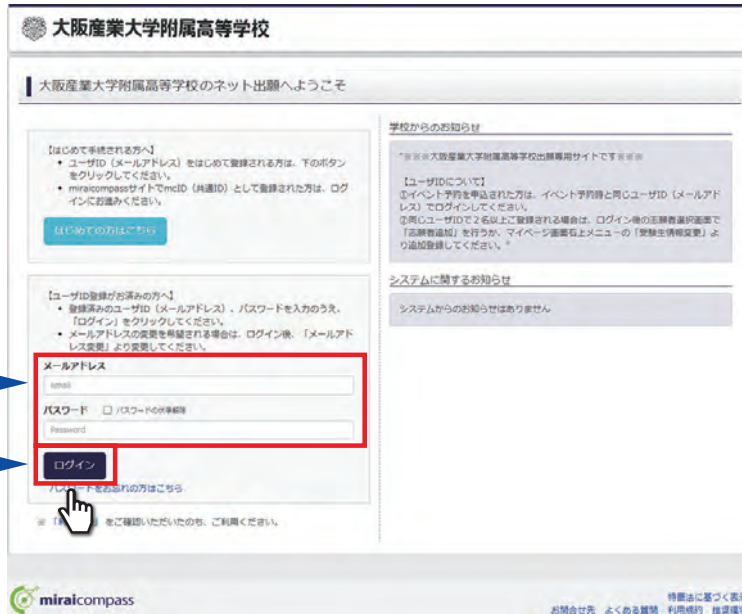 大阪産業大学附属高等学校
大阪産業大学附属高等学校のネット出願へようこそ
【はじめて手続される方へ】
• ユーザID（メールアドレス）をはじめて登録される方は、下のボタン
をクリックしてください。
• miraicompassサイトでmcID（共通ID）として登録された方は、ログ
インにお進みください。
はじめての方はこちら
【ユーザID登録がお済みの方へ】
• 登録済みのユーザID（メールアドレス）、パスワードを入力のうえ、
「ログイン」をクリックしてください。
• メールアドレスの変更を希望される場合は、ログイン後、「メールアド
レス変更」より変更してください。
メールアドレス
email
パスワード □ パスワードの伏字解除
Password
ログイン
パスワードをお忘れの方はこちら
※「 」をご確認いただいたのち、ご利用ください。
学校からのお知らせ
"※※※大阪産業大学附属高等学校出願専用サイトです※※※
【ユーザIDについて】
①イベント予約を申込された方は、イベント予約時と同じユーザID（メールアド
レス）でログインしてください。
②同じユーザIDで２名以上ご登録される場合は、ログイン後の志願者選択画面で
「志願者追加」を行うか、マイページ画面右上メニューの「受験生情報変更」よ
り追加登録してください。"
システムに関するお知らせ
システムからのお知らせはありません
miraicompass
特商法に基づく表示
お問合せ先 よくある質問 利用規約 推奨環境